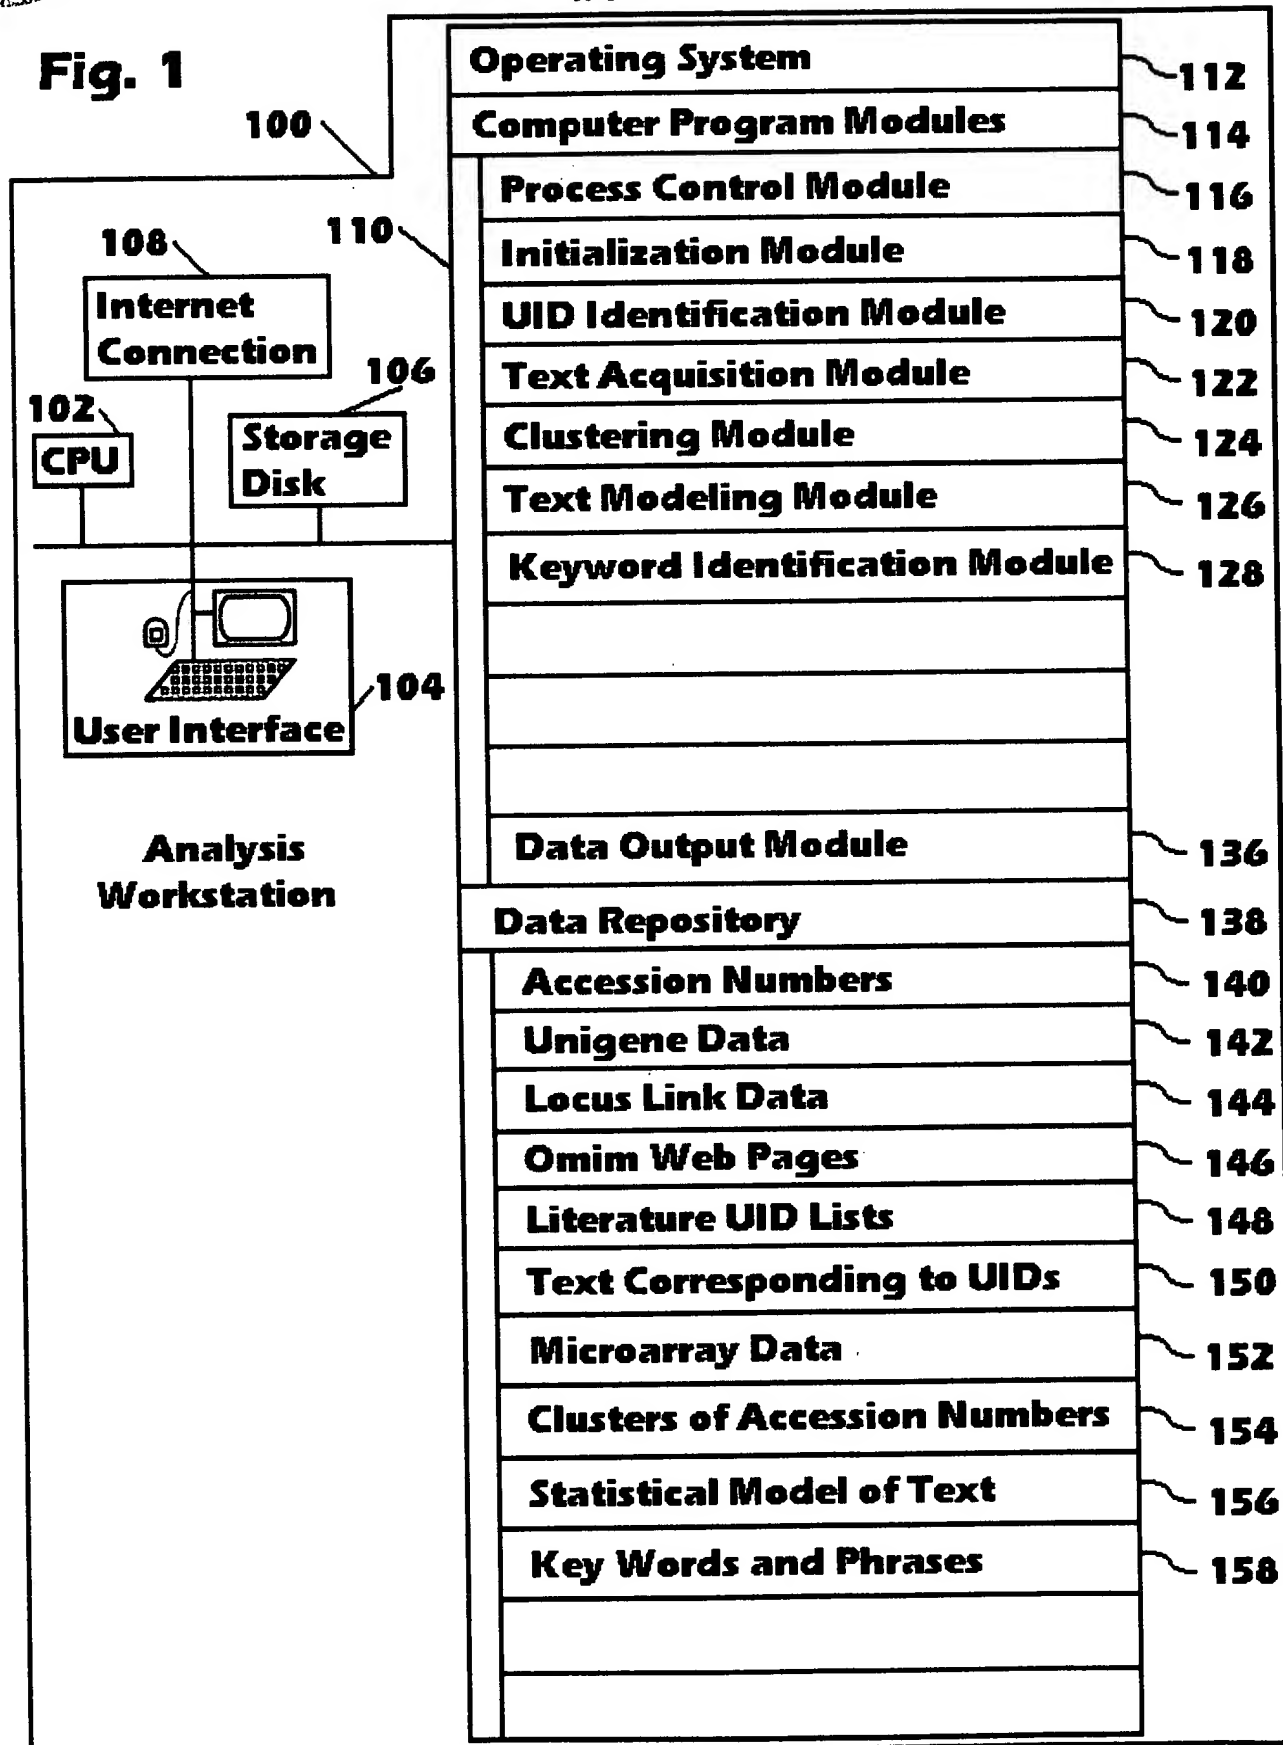 Fig. 1
100
108
Internet
Connection
110
102
CPU
106
Storage
Disk
104
User Interface
Analysis
Workstation
Operating System
112
Computer Program Modules
114
Process Control Module
116
Initialization Module
118
UID Identification Module
120
Text Acquisition Module
122
Clustering Module
124
Text Modeling Module
126
Keyword Identification Module
128
Data Output Module
136
Data Repository
138
Accession Numbers
140
Unigene Data
142
Locus Link Data
144
Omim Web Pages
146
Literature UID Lists
148
Text Corresponding to UIDs
150
Microarray Data
152
Clusters of Accession Numbers
154
Statistical Model of Text
156
Key Words and Phrases
158